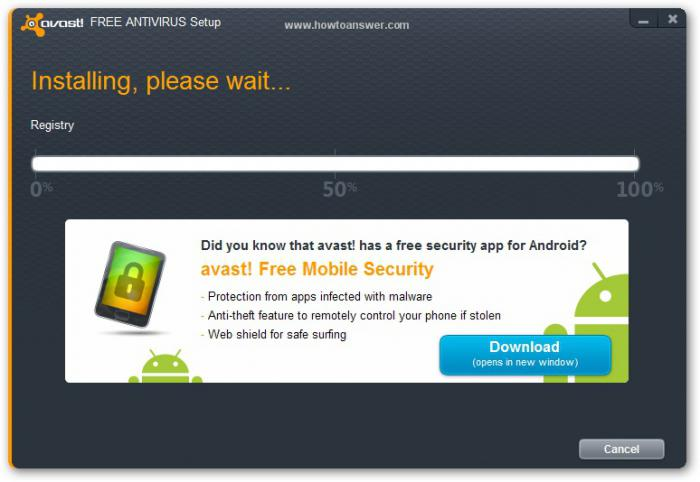 avast! FREE ANTIVIRUS Setup
www.howtoanswer.com
Installing, please wait...
Registry
0% 50% 100%
Did you know that avast! has a free security app for Android?
avast! Free Mobile Security
- Protection from apps infected with malware
- Anti-theft feature to remotely control your phone if stolen
- Web shield for safe surfing
Download
(opens in new window)
Cancel